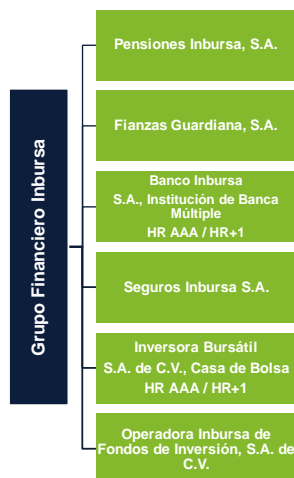 Grupo Financiero Inbursa
Pensiones Inbursa, S.A.
Fianzas Guardiana, S.A.
Banco Inbursa
S.A., Institución de Banca
Múltiple
HR AAA / HR+1
Seguros Inbursa S.A.
Inversora Bursátil
S.A. de C.V., Casa de Bolsa
HR AAA / HR+1
Operadora Inbursa de
Fondos de Inversión, S.A. de
C.V.